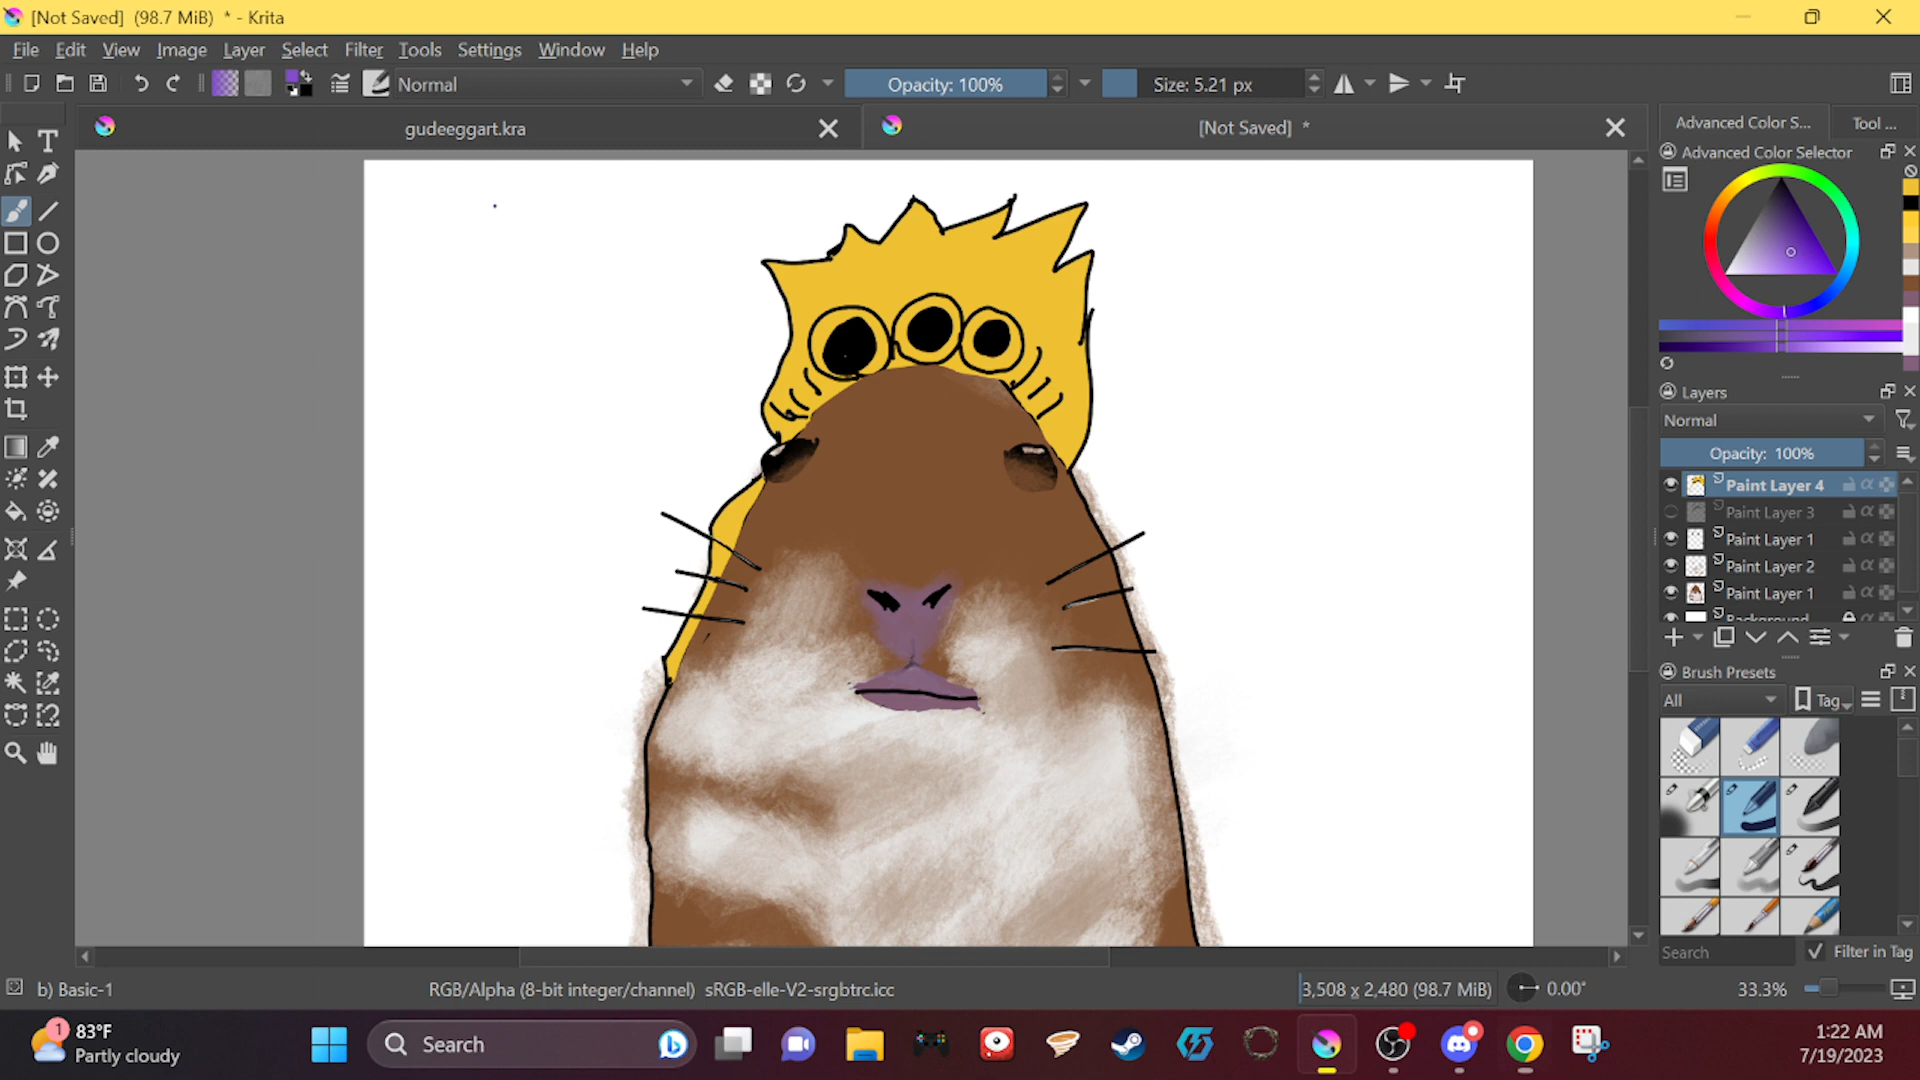 [Not Saved] (98.7 MiB) * - Krita
File Edit View Image Layer Select Filter Tools Settings Window Help
Normal
Opacity: 100%
Size: 5.21 px
gudeeggart.kra
[Not Saved] *
Advanced Color S...
Tool ...
Advanced Color Selector
Layers
Normal
Opacity: 100%
Paint Layer 4
Paint Layer 3
Paint Layer 1
Paint Layer 2
Paint Layer 1
Background
Brush Presets
All
Tag
Search
Filter in Tag
b) Basic-1
RGB/Alpha (8-bit integer/channel) sRGB-elle-V2-srgbtrc.icc
3,508 x 2,480 (98.7 MiB)
0.00°
33.3%
1
83°F
Partly cloudy
Search
1:22 AM
7/19/2023